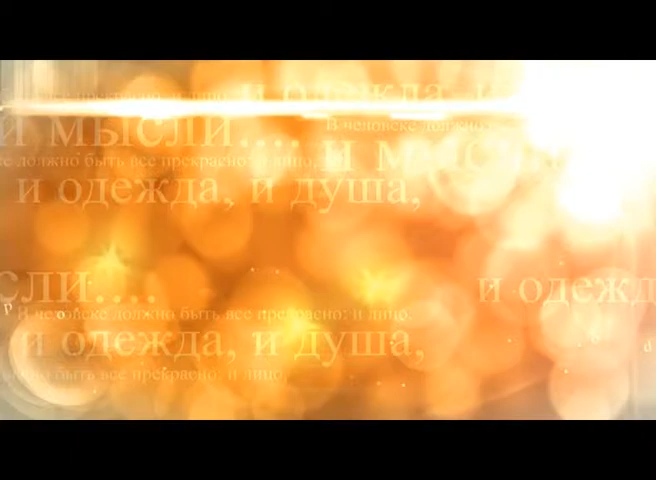 и одежда, и
И человеке должно
и мысли....
и мысли
должно быть все прекрасно: и лицо,
и одежда, и душа,
сли....
и одежд
И человеке должно быть все прекрасно: и лицо,
и одежда, и душа,
должно быть все прекрасно: и лицо,